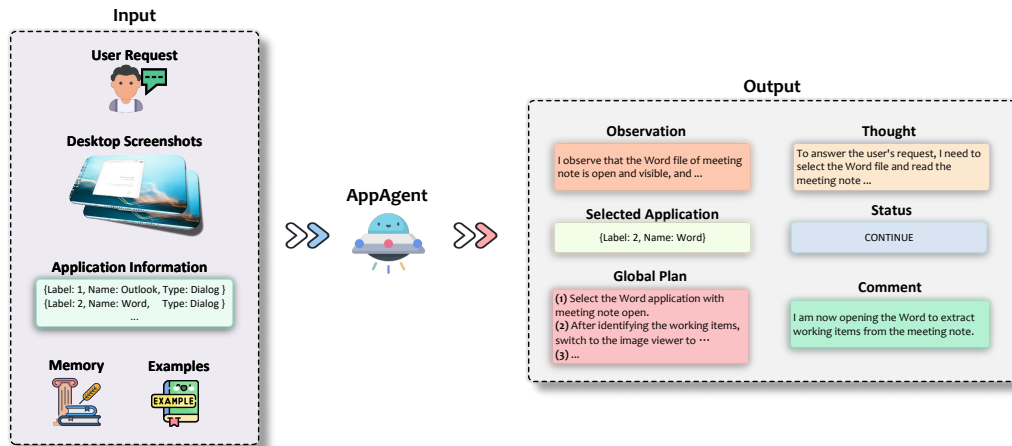 Input
User Request
Desktop Screenshots
Application Information
{Label: 1, Name: Outlook, Type: Dialog }
{Label: 2, Name: Word, Type: Dialog }
...
Memory
Examples
EXAMPLE
AppAgent
Output
Observation
I observe that the Word file of meeting
note is open and visible, and ...
Thought
To answer the user's request, I need to
select the Word file and read the
meeting note ...
Selected Application
{Label: 2, Name: Word}
Status
CONTINUE
Global Plan
(1) Select the Word application with
meeting note open.
(2) After identifying the working items,
switch to the image viewer to ⋯
(3) ...
Comment
I am now opening the Word to extract
working items from the meeting note.